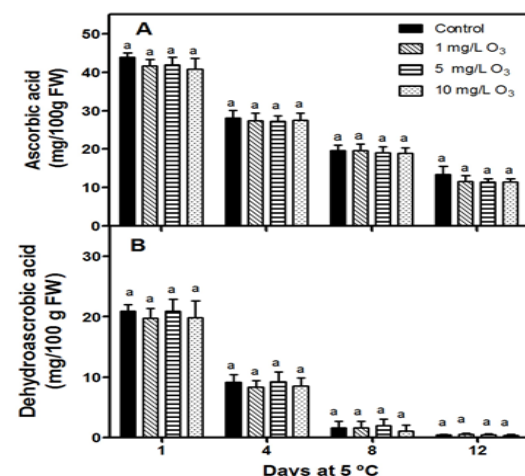 A
Control
1 mg/L O₃
5 mg/L O₃
10 mg/L O₃
Ascorbic acid
(mg/100g FW)
50
40
30
20
10
0
a a a a
a a a a
a a a a
a a a a
B
Dehydroascrobic acid
(mg/100 g FW)
30
20
10
0
a a a a
a a a a
a a a a
a a a a
1 4 8 12
Days at 5 ºC